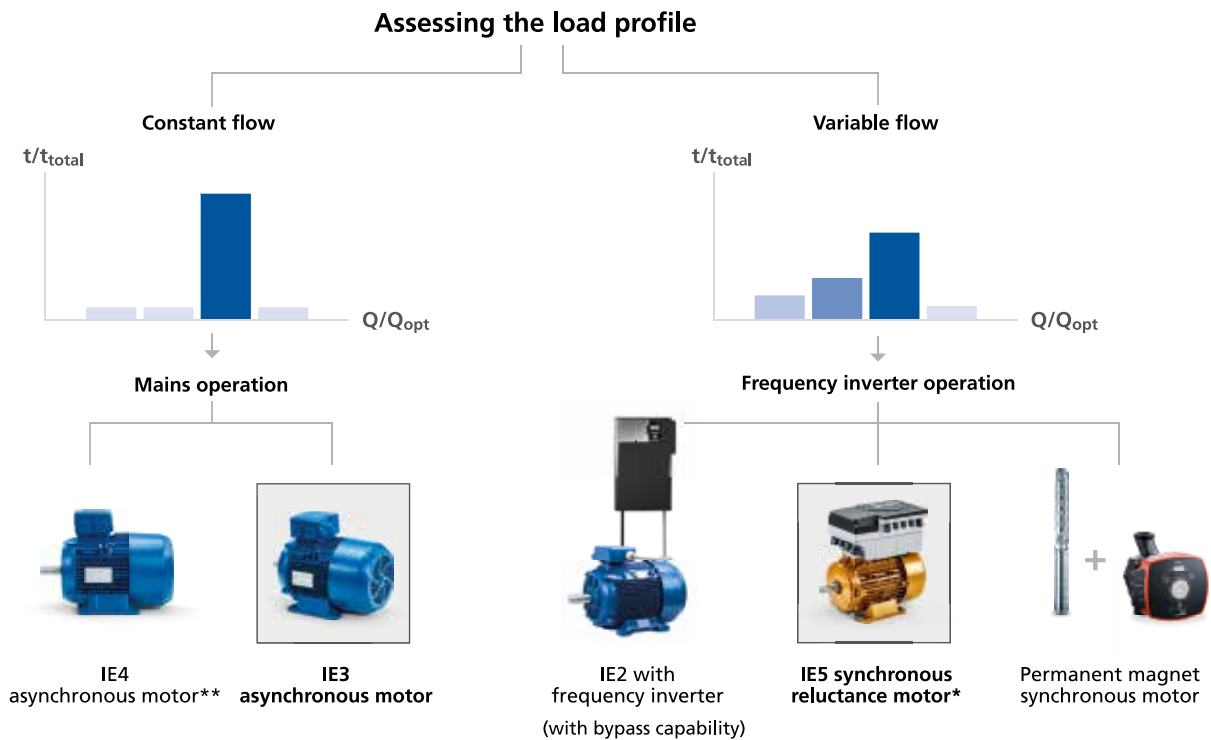 Assessing the load profile
Constant flow
t/ttotal
Q/Qopt
Mains operation
IE4
asynchronous motor**
IE3
asynchronous motor
Variable flow
t/ttotal
Q/Qopt
Frequency inverter operation
IE2 with
frequency inverter
(with bypass capability)
IE5 synchronous
reluctance motor*
+
Permanent magnet
synchronous motor